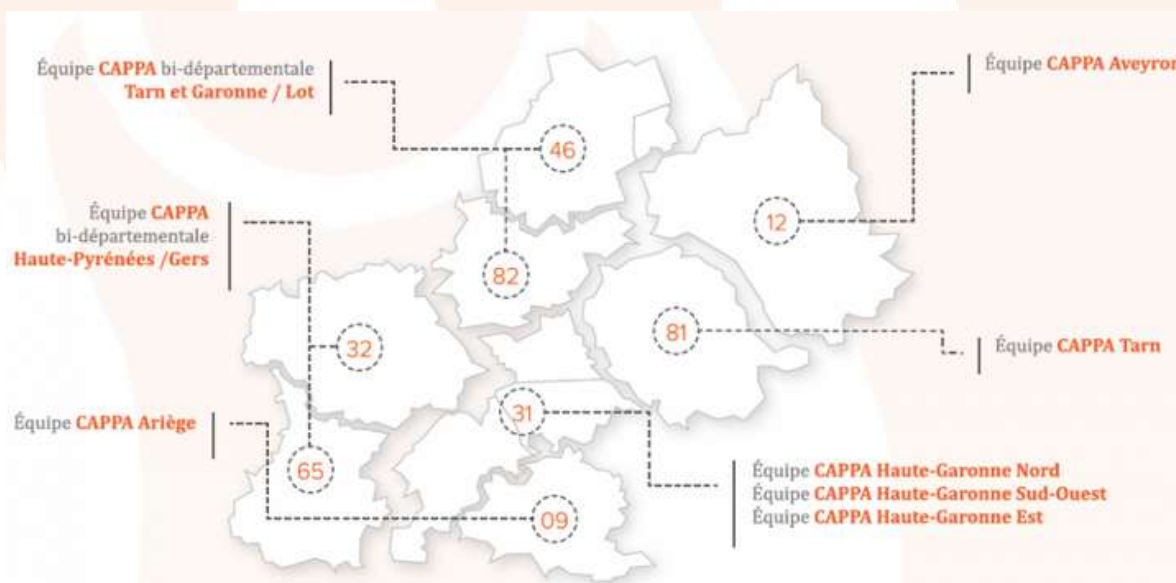 Équipe CAPPA bi-départementale
Tarn et Garonne / Lot
Équipe CAPPA Aveyron
46
Équipe CAPPA
bi-départementale
Haute-Pyrénées /Gers
12
82
81
32
Équipe CAPPA Tarn
31
Équipe CAPPA Ariège
65
Équipe CAPPA Haute-Garonne Nord
Équipe CAPPA Haute-Garonne Sud-Ouest
Équipe CAPPA Haute-Garonne Est
09